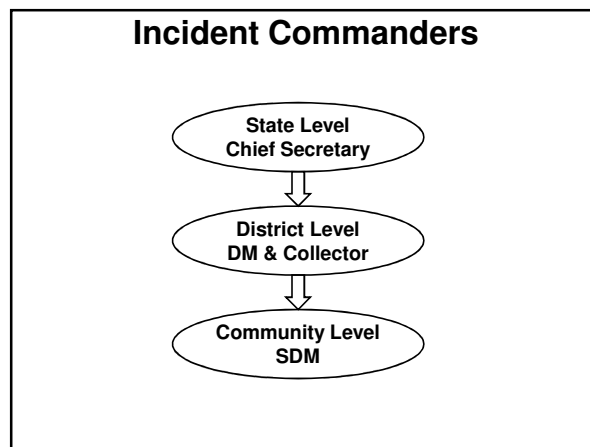 Incident Commanders
State Level
Chief Secretary
District Level
DM & Collector
Community Level
SDM